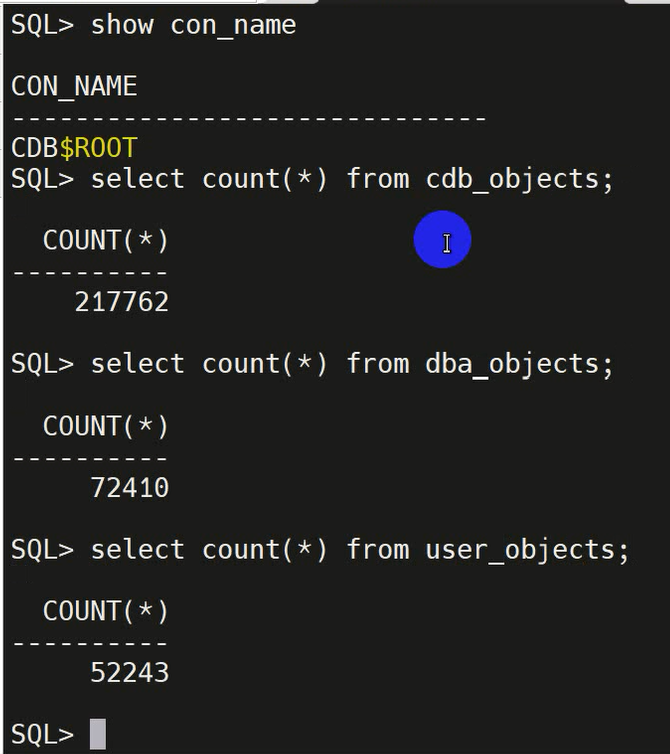 SQL> show con_name
CON_NAME
------------------------------
CDB$ROOT
SQL> select count(*) from cdb_objects;
COUNT(*)
----------
217762
SQL> select count(*) from dba_objects;
COUNT(*)
----------
72410
SQL> select count(*) from user_objects;
COUNT(*)
----------
52243
SQL>